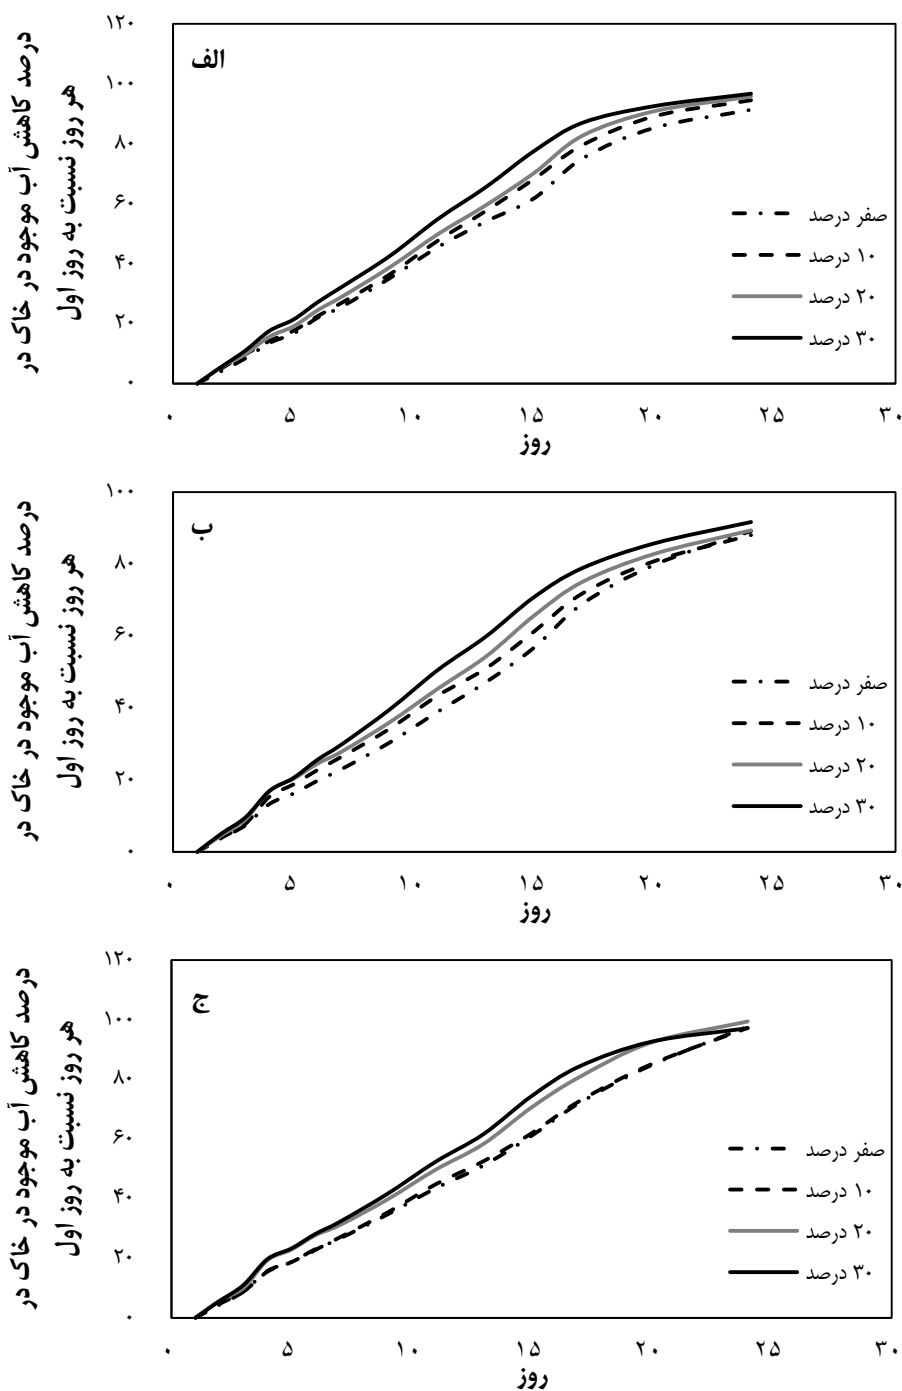 الف
درصد کاهش آب موجود در خاک در
هر روز نسبت به روز اول
۱۲۰
۱۰۰
۸۰
۶۰
۴۰
۲۰
۰
صفر درصد
۱۰ درصد
۲۰ درصد
۳۰ درصد
۰ ۵ ۱۰ ۱۵ ۲۰ ۲۵ ۳۰
روز
ب
درصد کاهش آب موجود در خاک در
هر روز نسبت به روز اول
۱۰۰
۸۰
۶۰
۴۰
۲۰
۰
صفر درصد
۱۰ درصد
۲۰ درصد
۳۰ درصد
۰ ۵ ۱۰ ۱۵ ۲۰ ۲۵ ۳۰
روز
ج
درصد کاهش آب موجود در خاک در
هر روز نسبت به روز اول
۱۲۰
۱۰۰
۸۰
۶۰
۴۰
۲۰
۰
صفر درصد
۱۰ درصد
۲۰ درصد
۳۰ درصد
۰ ۵ ۱۰ ۱۵ ۲۰ ۲۵ ۳۰
روز